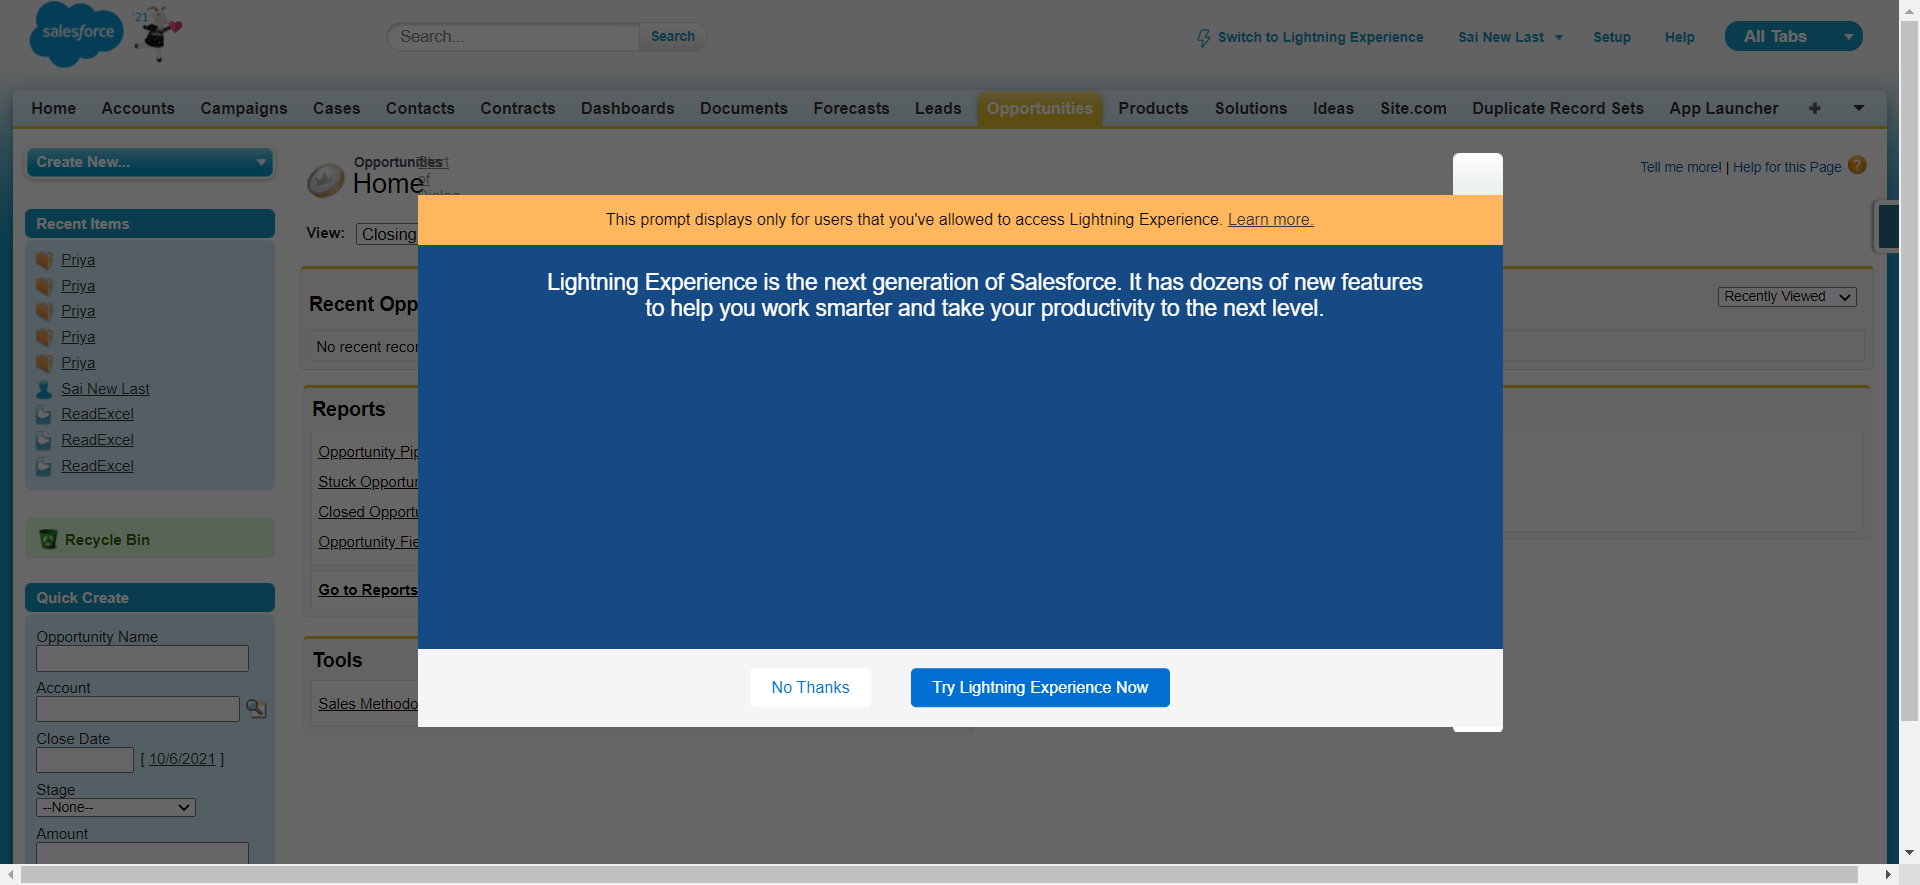 salesforce
'21
Search...
Search
Switch to Lightning Experience
Sai New Last
Setup
Help
All Tabs
Home
Accounts
Campaigns
Cases
Contacts
Contracts
Dashboards
Documents
Forecasts
Leads
Opportunities
Products
Solutions
Ideas
Site.com
Duplicate Record Sets
App Launcher
+
Create New...
Opportunities
Home
Start
of
Dialog
Tell me more! | Help for this Page
?
Recent Items
View:
Closing
Priya
Priya
Priya
Priya
Priya
Sai New Last
ReadExcel
ReadExcel
ReadExcel
Recycle Bin
Quick Create
Opportunity Name
Account
Close Date
[ 10/6/2021 ]
Stage
--None--
Amount
Recent Opp
Recently Viewed
No recent recor
Reports
Opportunity Pip
Stuck Opportun
Closed Opportu
Opportunity Fie
Go to Reports
Tools
Sales Methodo
This prompt displays only for users that you've allowed to access Lightning Experience. Learn more.
Lightning Experience is the next generation of Salesforce. It has dozens of new features
to help you work smarter and take your productivity to the next level.
No Thanks
Try Lightning Experience Now